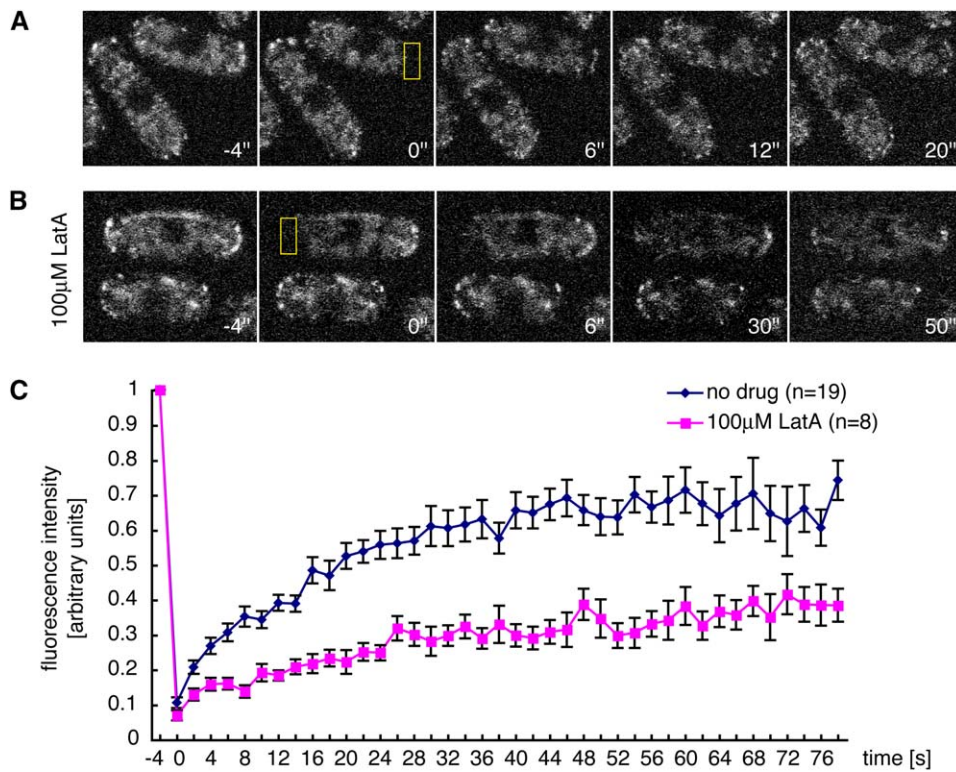 A
-4" 0" 6" 12" 20"
B
100µM LatA
-4" 0" 6" 30" 50"
C
no drug (n=19)
100µM LatA (n=8)
fluorescence intensity
[arbitrary units]
1
0.9
0.8
0.7
0.6
0.5
0.4
0.3
0.2
0.1
0
-4 0 4 8 12 16 20 24 28 32 36 40 44 48 52 56 60 64 68 72 76 time [s]